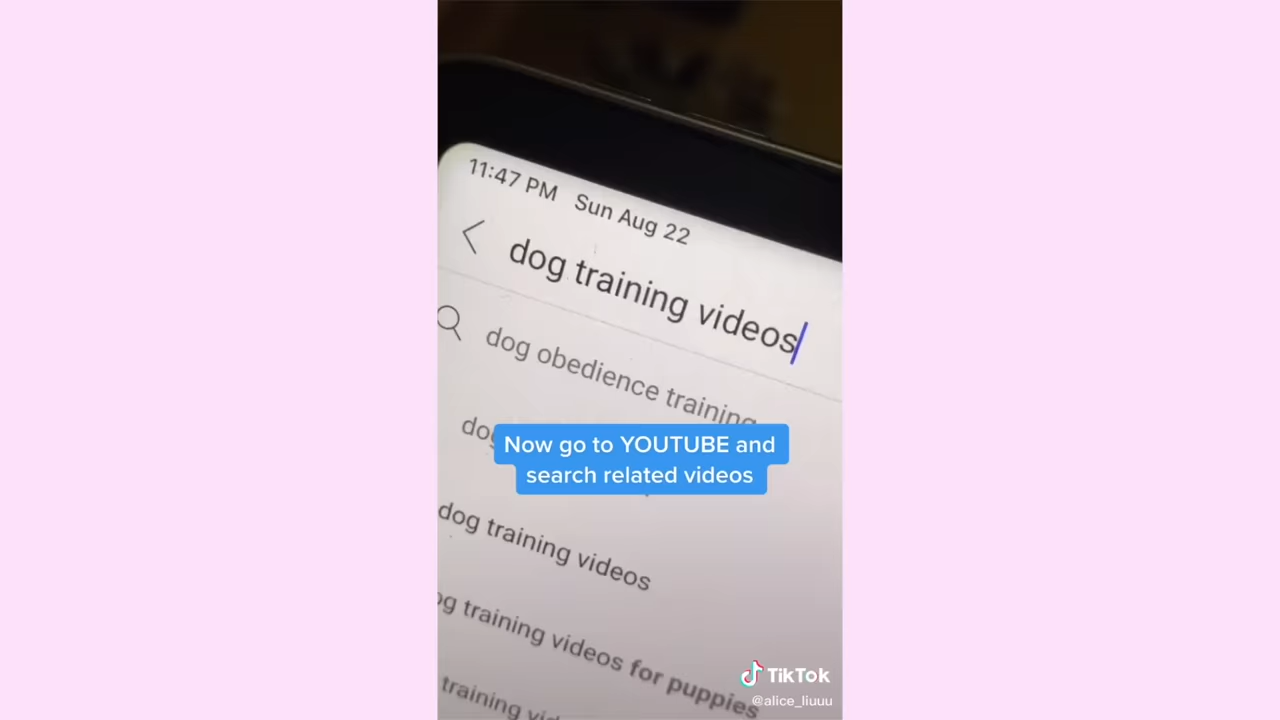 11:47 PM Sun Aug 22
dog training videos
dog obedience training
Now go to YOUTUBE and
search related videos
dog training videos
training videos for puppies
training
TikTok
@alice_liuuu